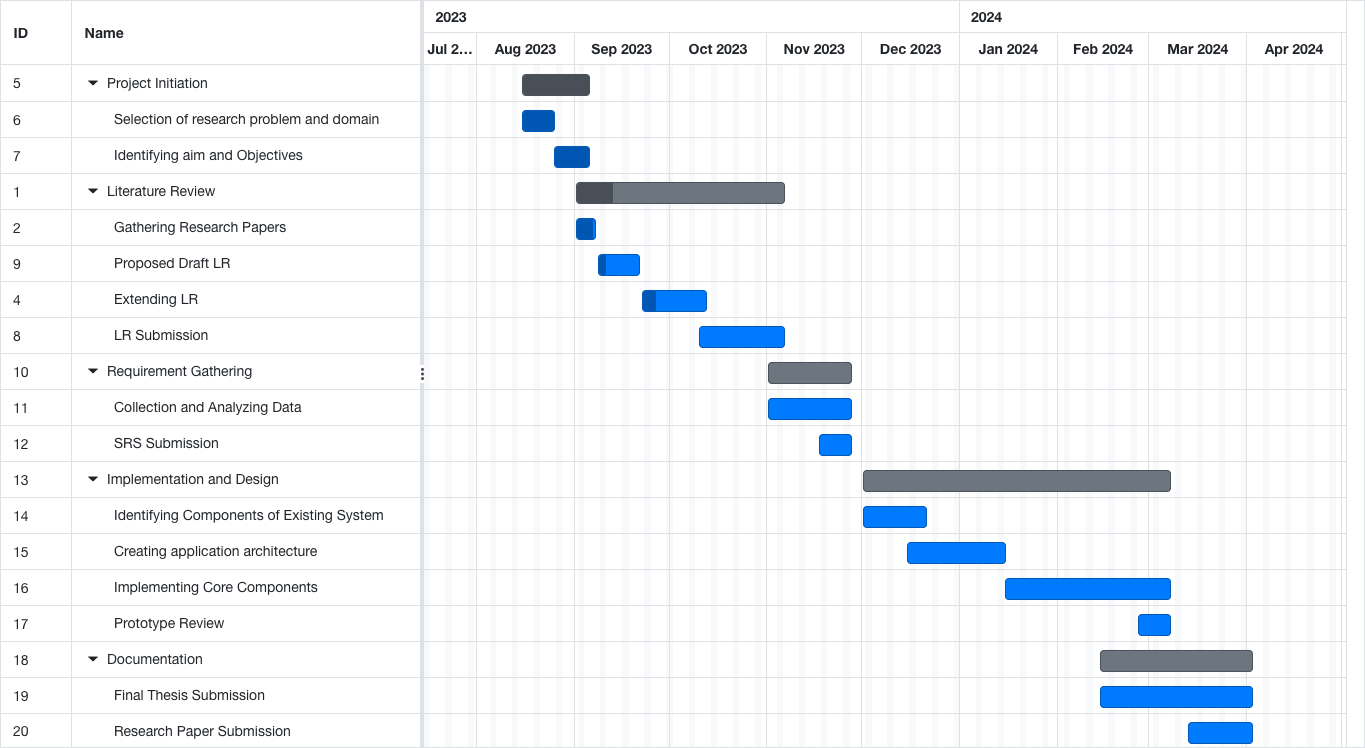 ID Name 2023 2024
Jul 2... Aug 2023 Sep 2023 Oct 2023 Nov 2023 Dec 2023 Jan 2024 Feb 2024 Mar 2024 Apr 2024
5 Project Initiation
6 Selection of research problem and domain
7 Identifying aim and Objectives
1 Literature Review
2 Gathering Research Papers
9 Proposed Draft LR
4 Extending LR
8 LR Submission
10 Requirement Gathering
11 Collection and Analyzing Data
12 SRS Submission
13 Implementation and Design
14 Identifying Components of Existing System
15 Creating application architecture
16 Implementing Core Components
17 Prototype Review
18 Documentation
19 Final Thesis Submission
20 Research Paper Submission